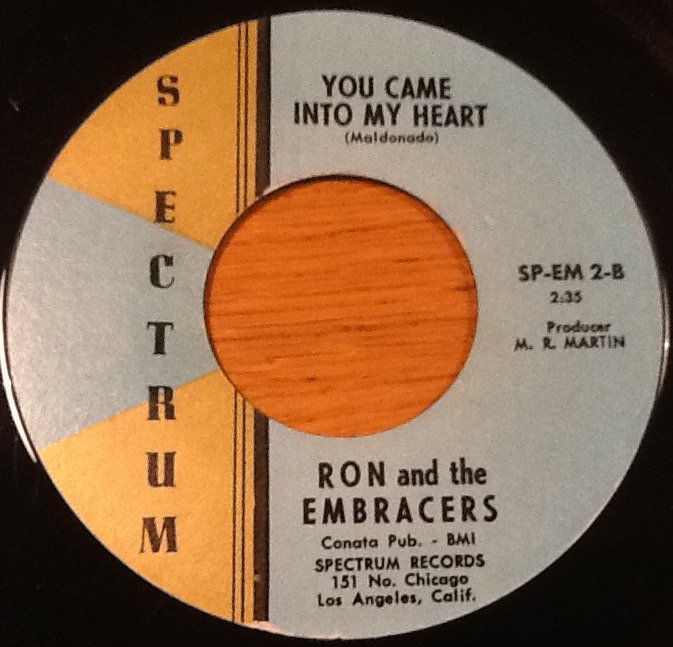 SPECTRUM
YOU CAME
INTO MY HEART
(Maldonado)
SP-EM 2-B
2:35
Producer
M. R. MARTIN
RON and the
EMBRACERS
Conata Pub. - BMI
SPECTRUM RECORDS
151 No. Chicago
Los Angeles, Calif.